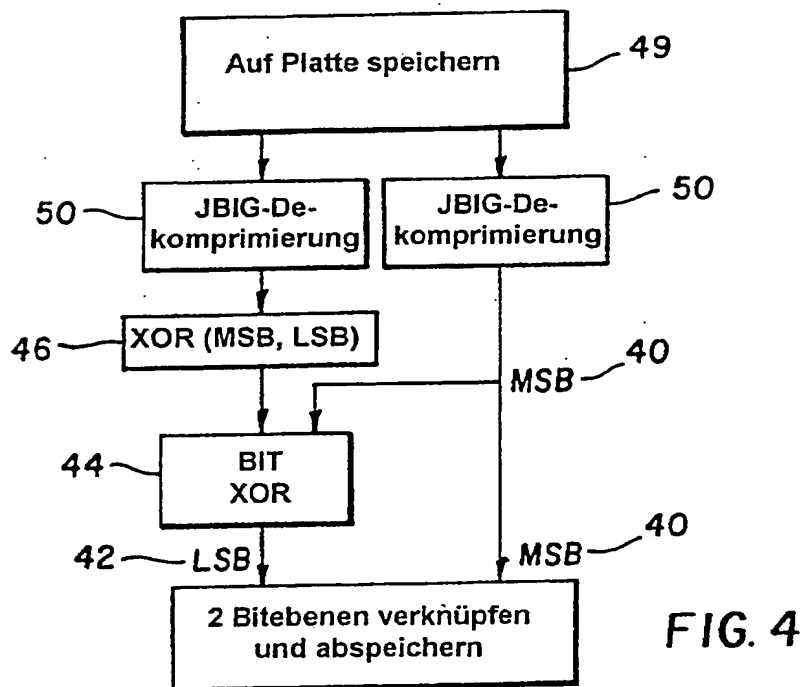 Auf Platte speichern
49
50
JBIG-De-
komprimierung
JBIG-De-
komprimierung
50
46
XOR (MSB, LSB)
MSB
40
44
BIT
XOR
42
LSB
MSB
40
2 Bitebenen verknüpfen
und abspeichern
FIG. 4